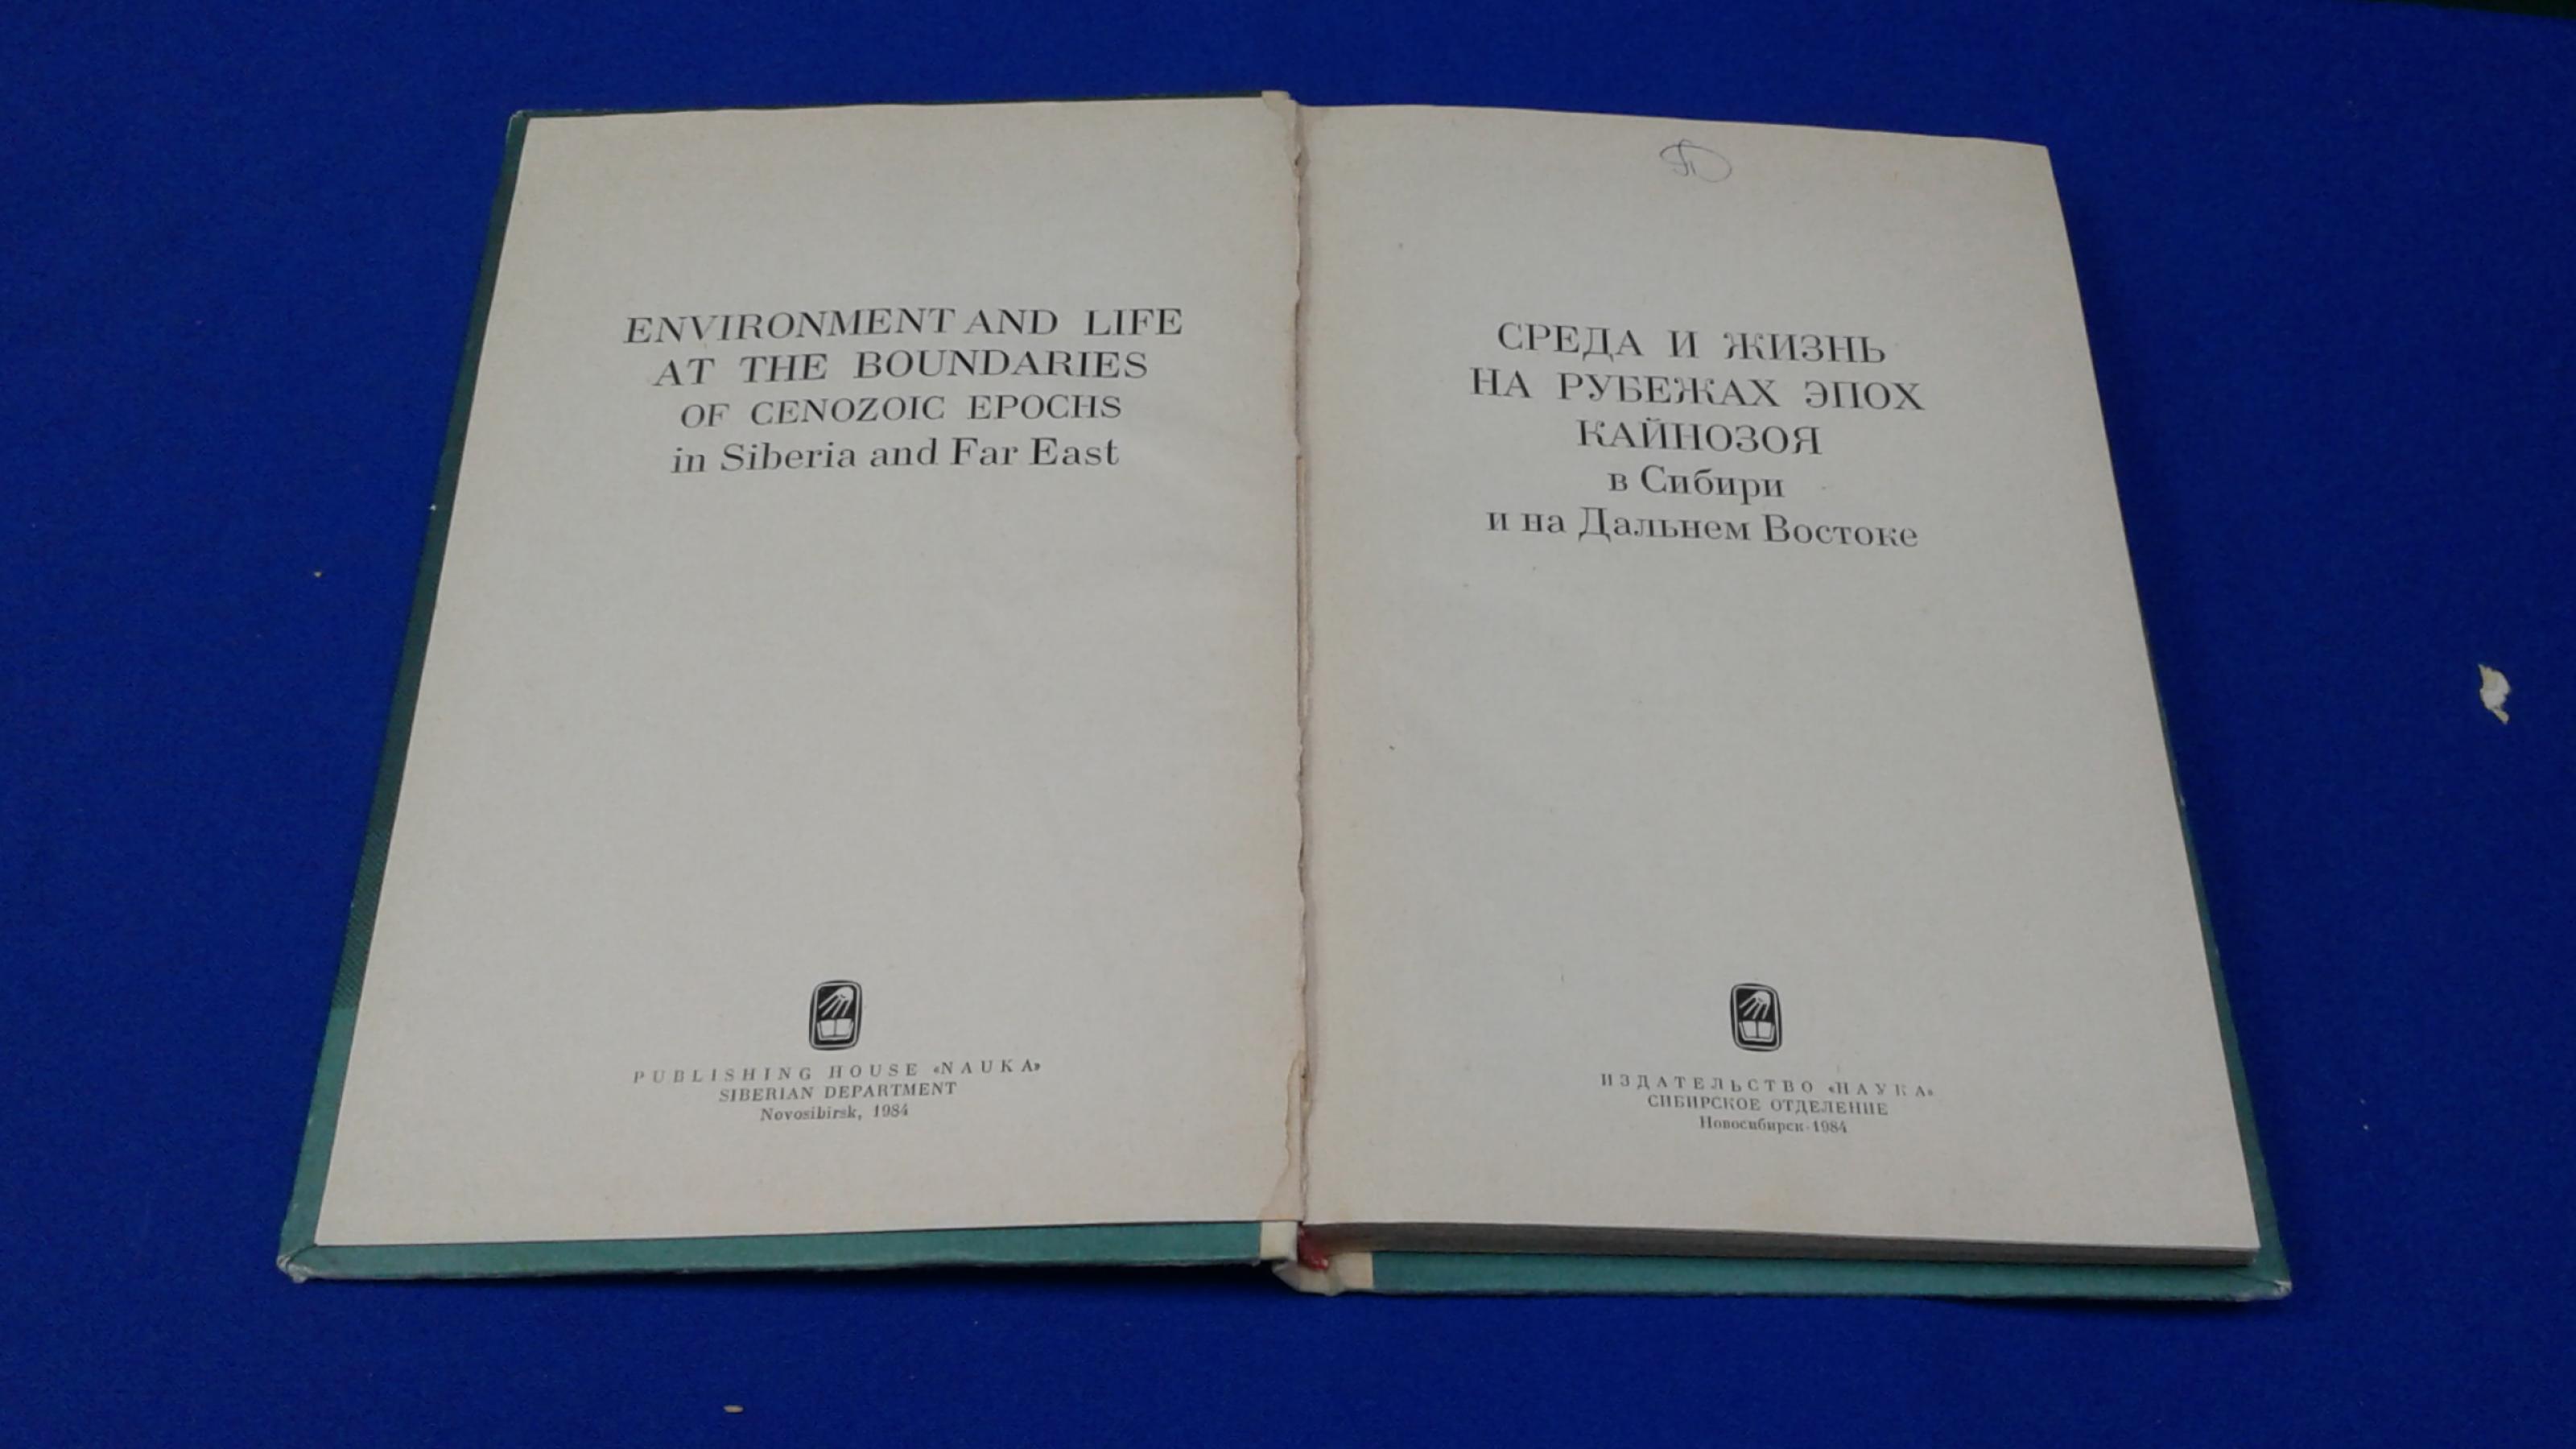 ENVIRONMENT AND LIFE
AT THE BOUNDARIES
OF CENOZOIC EPOCHS
in Siberia and Far East
PUBLISHING HOUSE «NAUKA»
SIBERIAN DEPARTMENT
Novosibirsk, 1984
СРЕДА И ЖИЗНЬ
НА РУБЕЖАХ ЭПОХ
КАЙНОЗОЯ
в Сибири
и на Дальнем Востоке
ИЗДАТЕЛЬСТВО «НАУКА»
СИБИРСКОЕ ОТДЕЛЕНИЕ
Новосибирск·1984